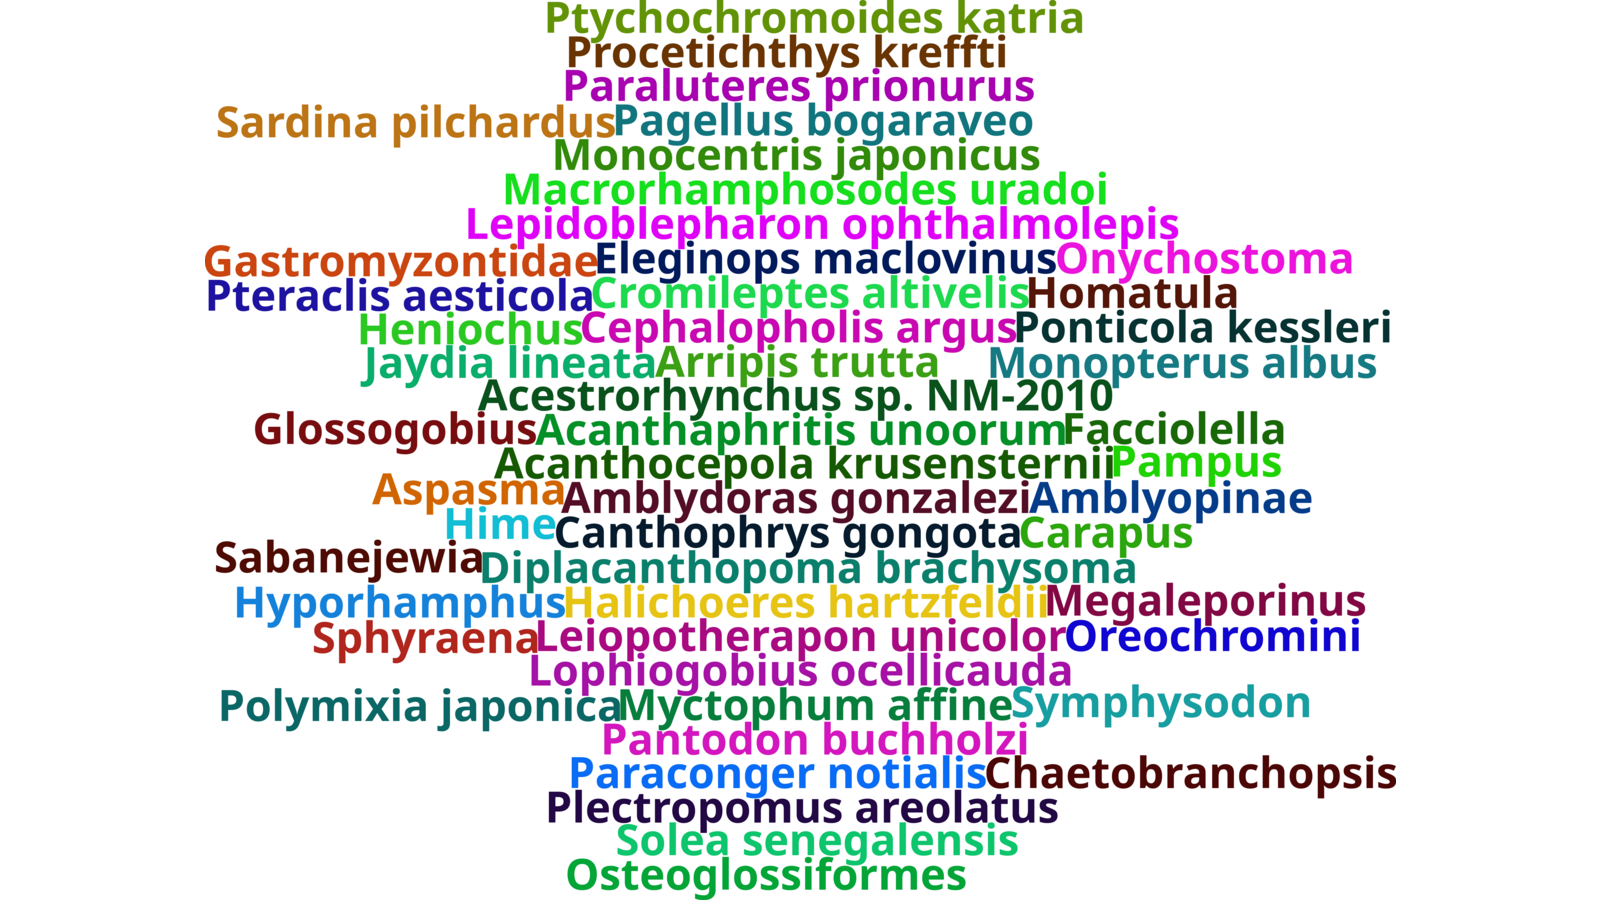 Ptychochromoides katria
Procetichthys kreffti
Paraluteres prionurus
Sardina pilchardus Pagellus bogaraveo
Monocentris japonicus
Macrorhamphosodes uradoi
Lepidoblepharon ophthalmolepis
Gastromyzontidae Eleginops maclovinus Onychostoma
Pteraclis aesticola Cromileptes altivelis Homatula
Heniochus Cephalopholis argus Ponticola kessleri
Jaydia lineata Arripis trutta Monopterus albus
Acestrorhynchus sp. NM-2010
Glossogobius Acanthaphritis unoorum Facciolella
Acanthocepola krusensternii Pampus
Aspasma Amblydoras gonzalezi Amblyopinae
Hime Canthophrys gongota Carapus
Sabanejewia Diplacanthopoma brachysoma
Hyporhamphus Halichoeres hartzfeldii Megaleporinus
Sphyraena Leiopotherapon unicolor Oreochromini
Lophiogobius ocellicauda
Polymixia japonica Myctophum affine Symphysodon
Pantodon buchholzi
Paraconger notialis Chaetobranchopsis
Plectropomus areolatus
Solea senegalensis
Osteoglossiformes